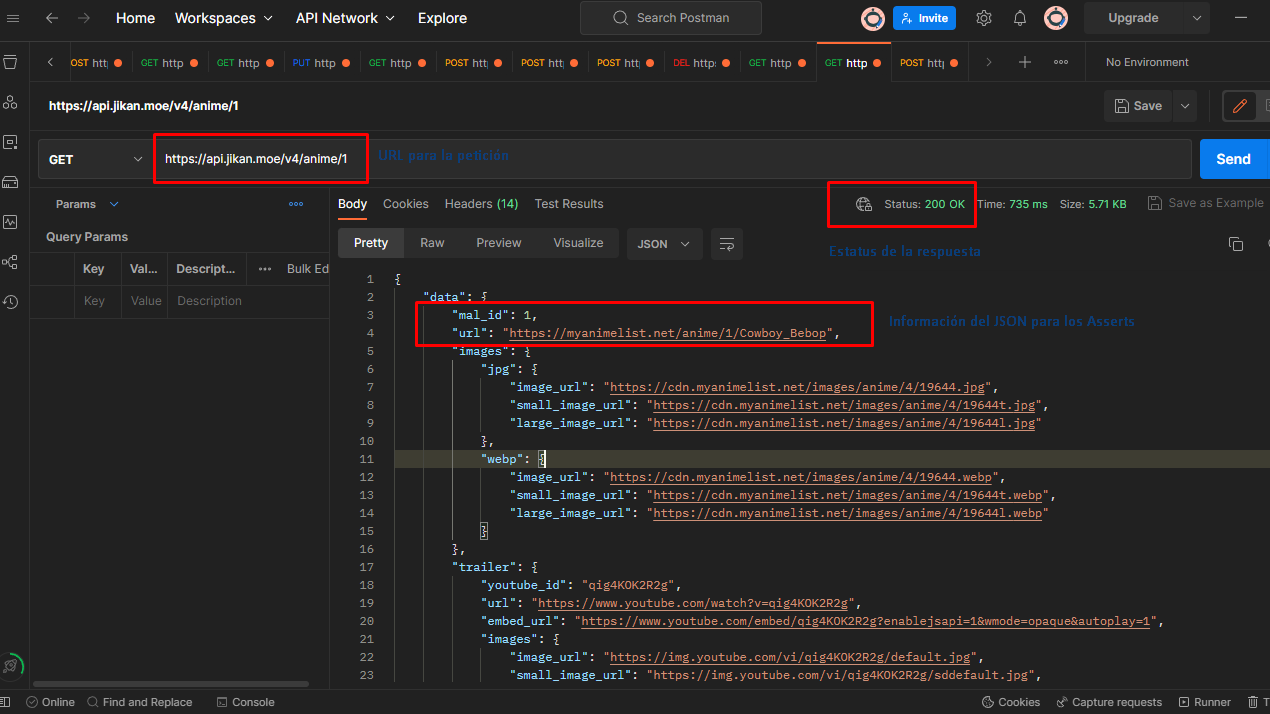 Home Workspaces API Network Explore Search Postman Invite Upgrade
OST htt GET http GET http PUT http GET http POST htt POST htt POST htt DEL http GET http GET http POST htt No Environment
https://api.jikan.moe/v4/anime/1 Save
GET https://api.jikan.moe/v4/anime/1 URL para la petición Send
Params Body Cookies Headers (14) Test Results Status: 200 OK Time: 735 ms Size: 5.71 KB Save as Example
Query Params Pretty Raw Preview Visualize JSON
Estatus de la respuesta
Key Val... Descript... Bulk Ed
Key Value Description
1 {
2 "data": {
3 "mal_id": 1,
4 "url": "https://myanimelist.net/anime/1/Cowboy_Bebop",
Información del JSON para los Asserts
5 "images": {
6 "jpg": {
7 "image_url": "https://cdn.myanimelist.net/images/anime/4/19644.jpg",
8 "small_image_url": "https://cdn.myanimelist.net/images/anime/4/19644t.jpg",
9 "large_image_url": "https://cdn.myanimelist.net/images/anime/4/19644l.jpg"
10 },
11 "webp": {
12 "image_url": "https://cdn.myanimelist.net/images/anime/4/19644.webp",
13 "small_image_url": "https://cdn.myanimelist.net/images/anime/4/19644t.webp",
14 "large_image_url": "https://cdn.myanimelist.net/images/anime/4/19644l.webp"
15 }
16 },
17 "trailer": {
18 "youtube_id": "qig4KOK2R2g",
19 "url": "https://www.youtube.com/watch?v=qig4KOK2R2g",
20 "embed_url": "https://www.youtube.com/embed/qig4KOK2R2g?enablejsapi=1&wmode=opaque&autoplay=1",
21 "images": {
22 "image_url": "https://img.youtube.com/vi/qig4KOK2R2g/default.jpg",
23 "small_image_url": "https://img.youtube.com/vi/qig4KOK2R2g/sddefault.jpg",
Online Find and Replace Console Cookies Capture requests Runner T